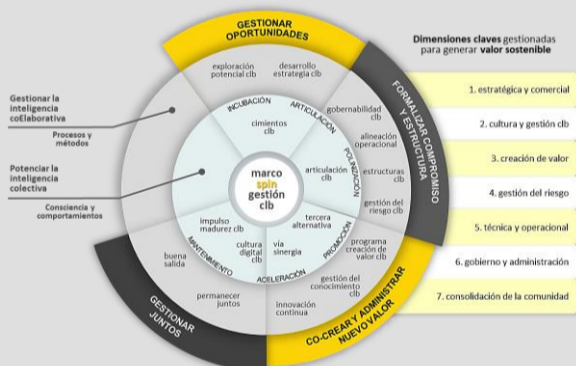 GESTIONAR
OPORTUNIDADES
exploración
potencial clb
desarrollo
estrategia clb
FORMALIZAR COMPROMISO
Y ESTRUCTURA
gobernabilidad
clb
alineación
operacional
estructuras
clb
gestión del
riesgo clb
CO-CREAR Y ADMINISTRAR
NUEVO VALOR
programa
creación de
valor clb
gestión del
conocimiento
clb
innovación
continua
GESTIONAR
JUNTOS
permanecer
juntos
buena
salida
INCUBACIÓN
ARTICULACIÓN
POLINIZACIÓN
PROMOCIÓN
ACELERACIÓN
MANTENIMIENTO
cimientos
clb
articulación
clb
tercera
alternativa
vía
sinergia
cultura
digital
clb
impulso
madurez clb
marco
spin
gestión
clb
Gestionar la
inteligencia
coElaborativa
Procesos y
métodos
Potenciar la
inteligencia
colectiva
Consciencia y
comportamientos
Dimensiones claves gestionadas
para generar valor sostenible
1. estratégica y comercial
2. cultura y gestión clb
3. creación de valor
4. gestión del riesgo
5. técnica y operacional
6. gobierno y administración
7. consolidación de la comunidad